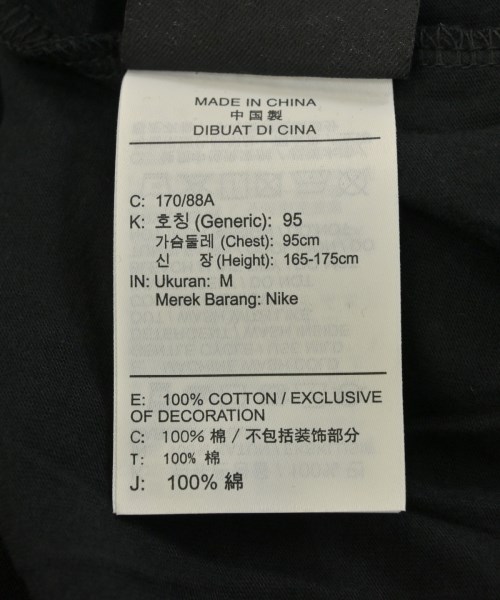 MADE IN CHINA
中国製
DIBUAT DI CINA
C: 170/88A
K: 호칭 (Generic): 95
가슴둘레 (Chest): 95cm
신 장 (Height): 165-175cm
IN: Ukuran: M
Merek Barang: Nike
E: 100% COTTON / EXCLUSIVE
OF DECORATION
C: 100% 棉 / 不包括装饰部分
T: 100% 棉
J: 100% 綿